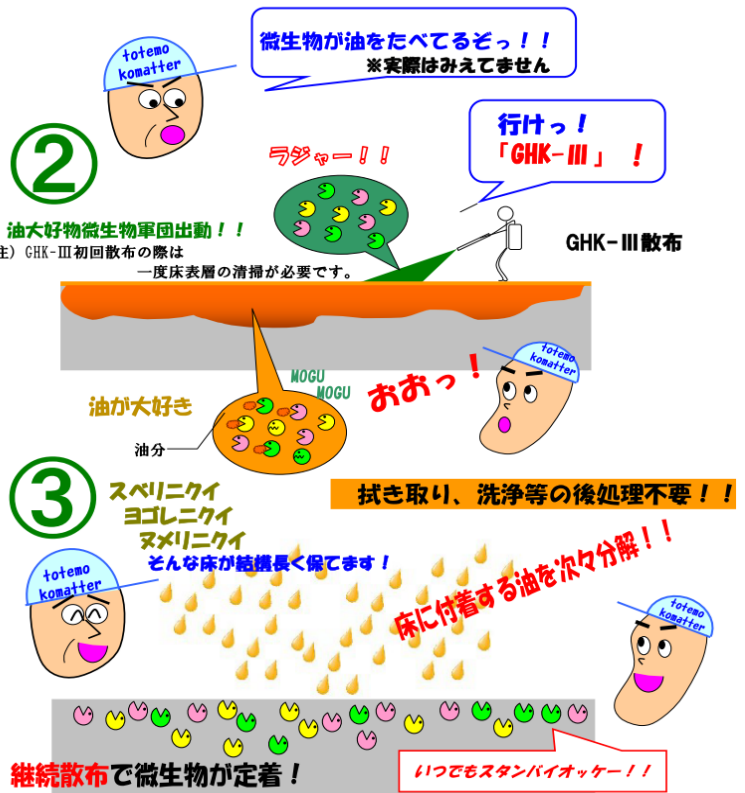 totemo
komatter
微生物が油をたべてるぞっ！！
※実際はみえてません
行けっ！
「GHK-Ⅲ」 ！
②
ラジャー！！
油大好物微生物軍団出動！！
注) GHK-Ⅲ初回散布の際は
一度床表層の清掃が必要です。
GHK-Ⅲ散布
MOGU
MOGU
おおっ！
totemo
komatter
油が大好き
油分
③
スベリニクイ
ヨゴレニクイ
ヌメリニクイ
そんな床が結構長く保てます！
拭き取り、洗浄等の後処理不要！！
床に付着する油を次々分解！！
totemo
komatter
totemo
komatter
継続散布で微生物が定着！
いつでもスタンバイオッケー！！